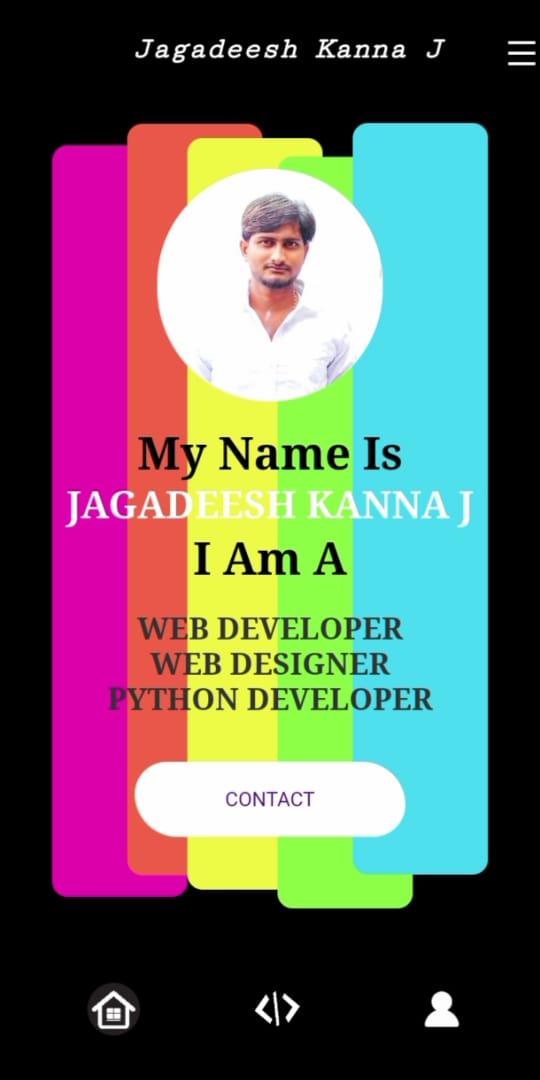 Jagadeesh Kanna J
My Name Is
JAGADEESH KANNA J
I Am A
WEB DEVELOPER
WEB DESIGNER
PYTHON DEVELOPER
CONTACT